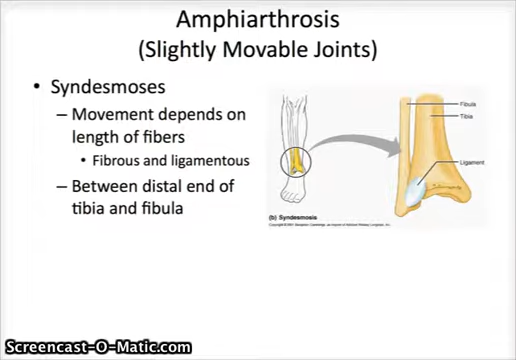 Amphiarthrosis
(Slightly Movable Joints)
• Syndesmoses
– Movement depends on
length of fibers
• Fibrous and ligamentous
– Between distal end of
tibia and fibula
Fibula
Tibia
Ligament
(b) Syndesmosis
Screencast-O-Matic.com